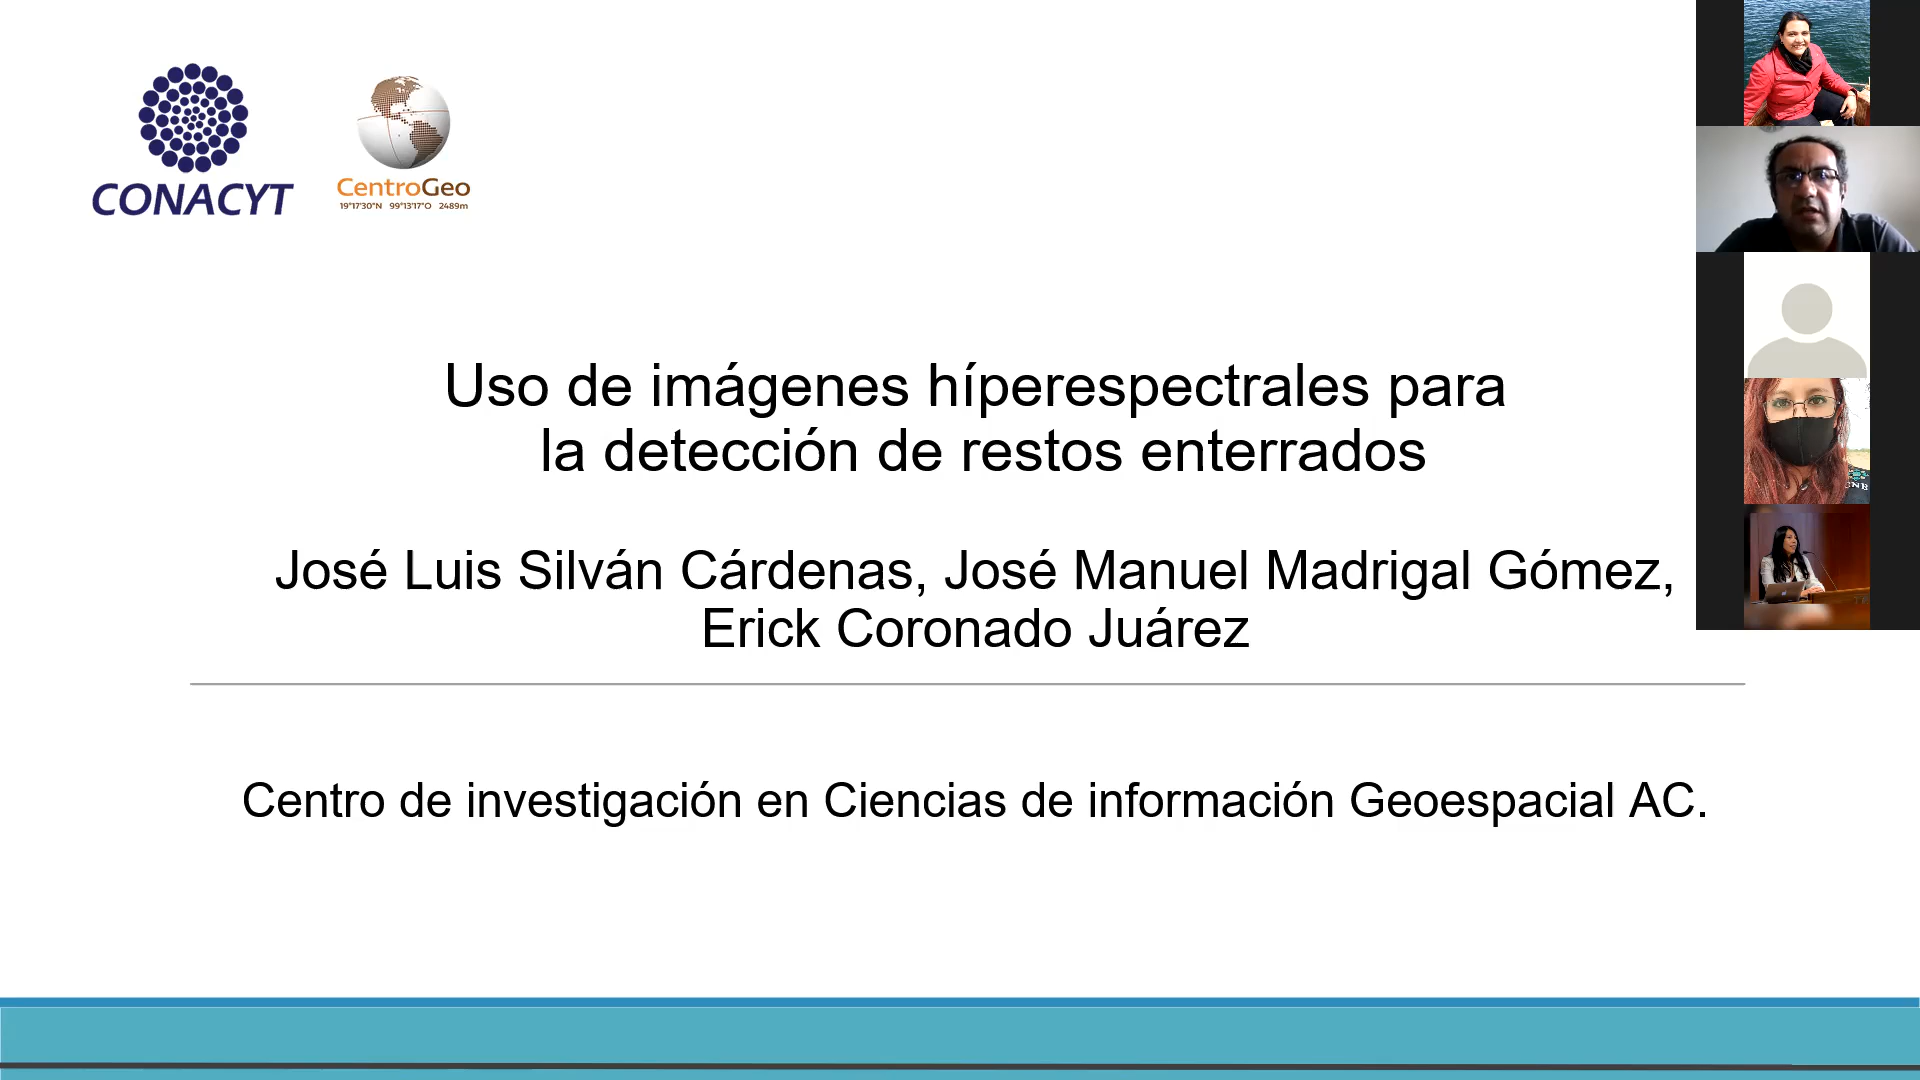 CONACYT
CentroGeo
19°17'30"N 99°13'17"O 2489m
Uso de imágenes híperespectrales para
la detección de restos enterrados
José Luis Silván Cárdenas, José Manuel Madrigal Gómez,
Erick Coronado Juárez
Centro de investigación en Ciencias de información Geoespacial AC.